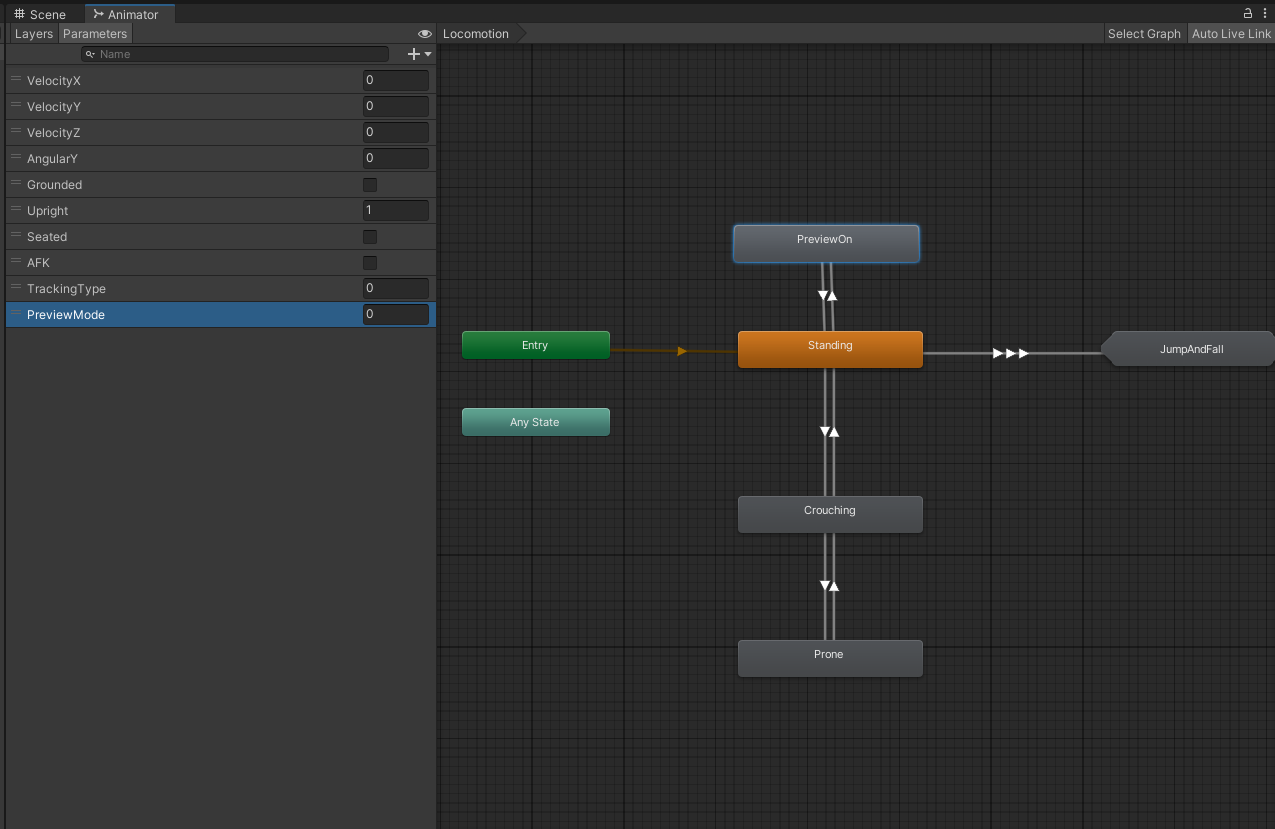 Scene Animator
Layers Parameters
Locomotion
Select Graph Auto Live Link
Name
VelocityX 0
VelocityY 0
VelocityZ 0
AngularY 0
Grounded
Upright 1
Seated
AFK
TrackingType 0
PreviewMode 0
PreviewOn
Entry
Standing
JumpAndFall
Any State
Crouching
Prone